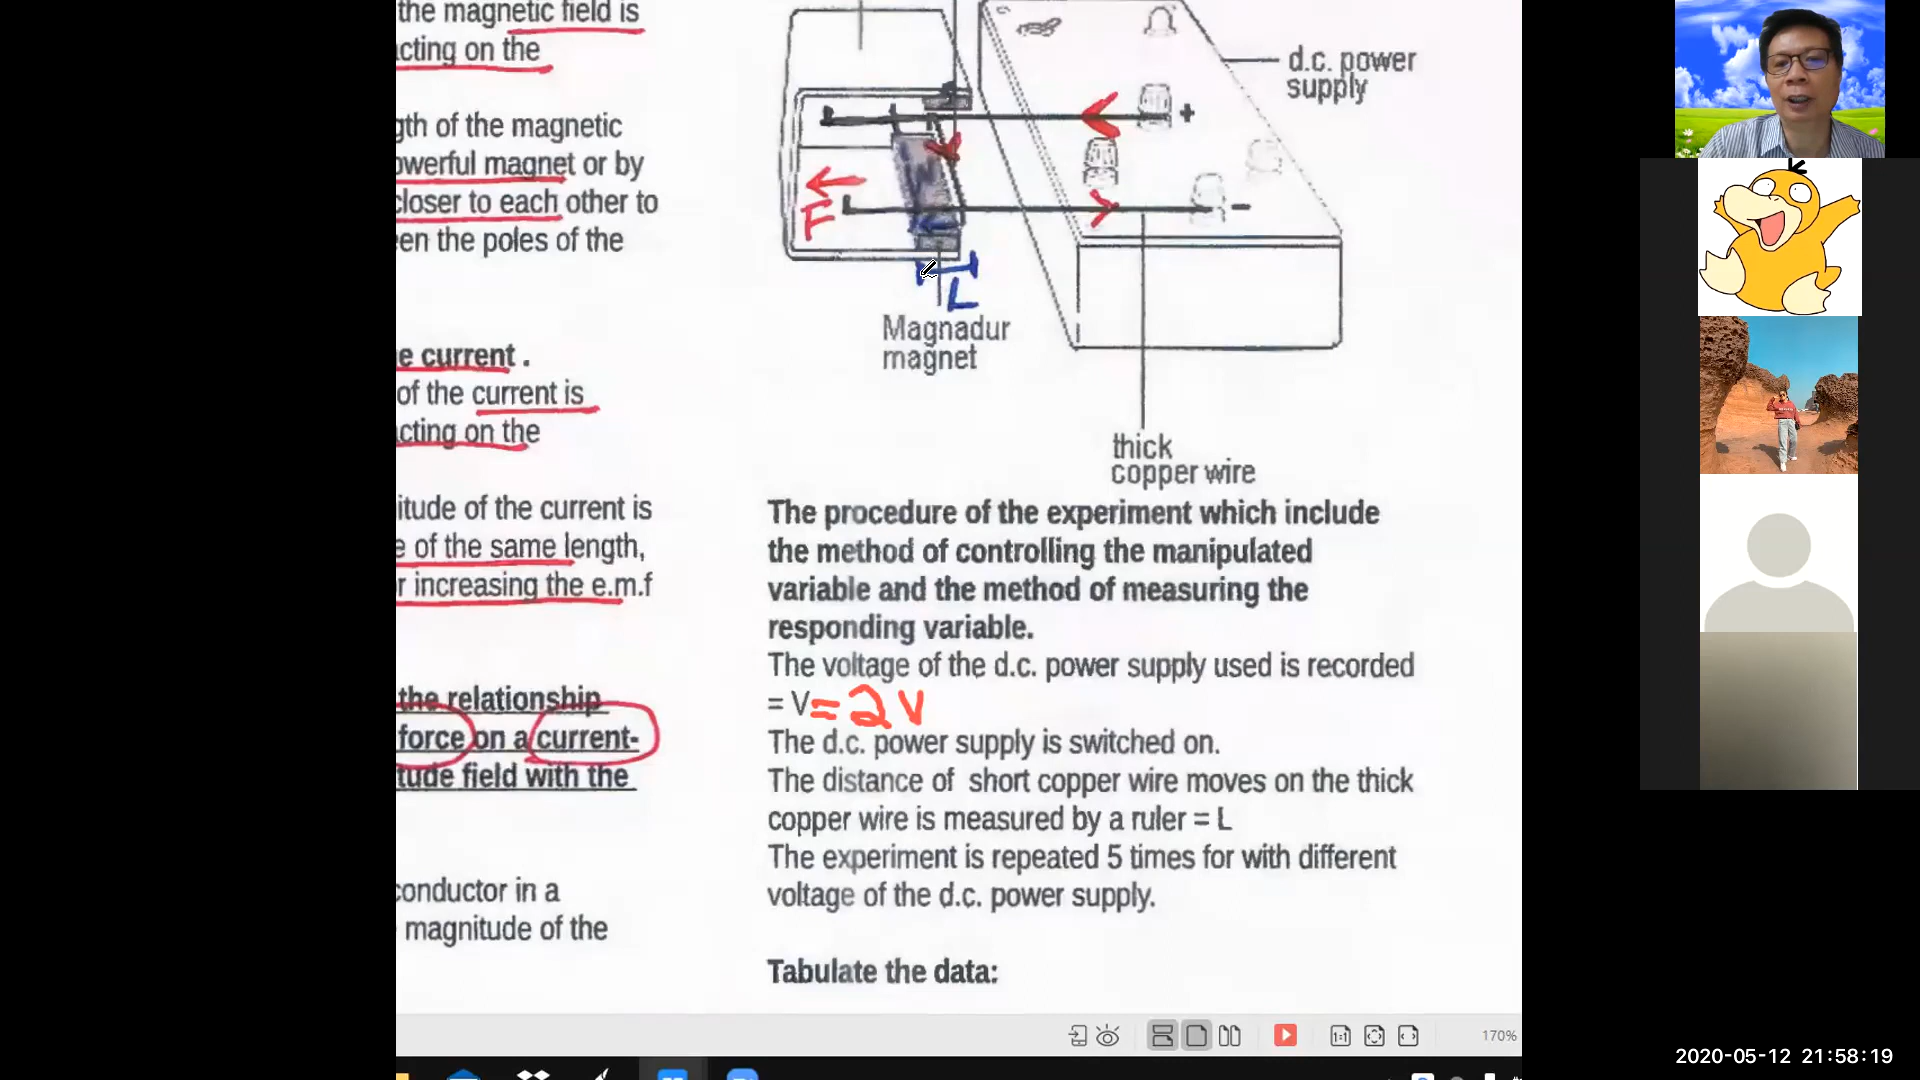 the magnetic field is
acting on the
gth of the magnetic
owerful magnet or by
closer to each other to
en the poles of the
e current .
of the current is
acting on the
itude of the current is
e of the same length,
r increasing the e.m.f
the relationship
force on a current-
tude field with the
conductor in a
magnitude of the
d.c. power
supply
+
-
F
L
Magnadur
magnet
thick
copper wire
The procedure of the experiment which include
the method of controlling the manipulated
variable and the method of measuring the
responding variable.
The voltage of the d.c. power supply used is recorded
= V = 2 V
The d.c. power supply is switched on.
The distance of short copper wire moves on the thick
copper wire is measured by a ruler = L
The experiment is repeated 5 times for with different
voltage of the d.c. power supply.
Tabulate the data:
1:1
170%
2020-05-12 21:58:19